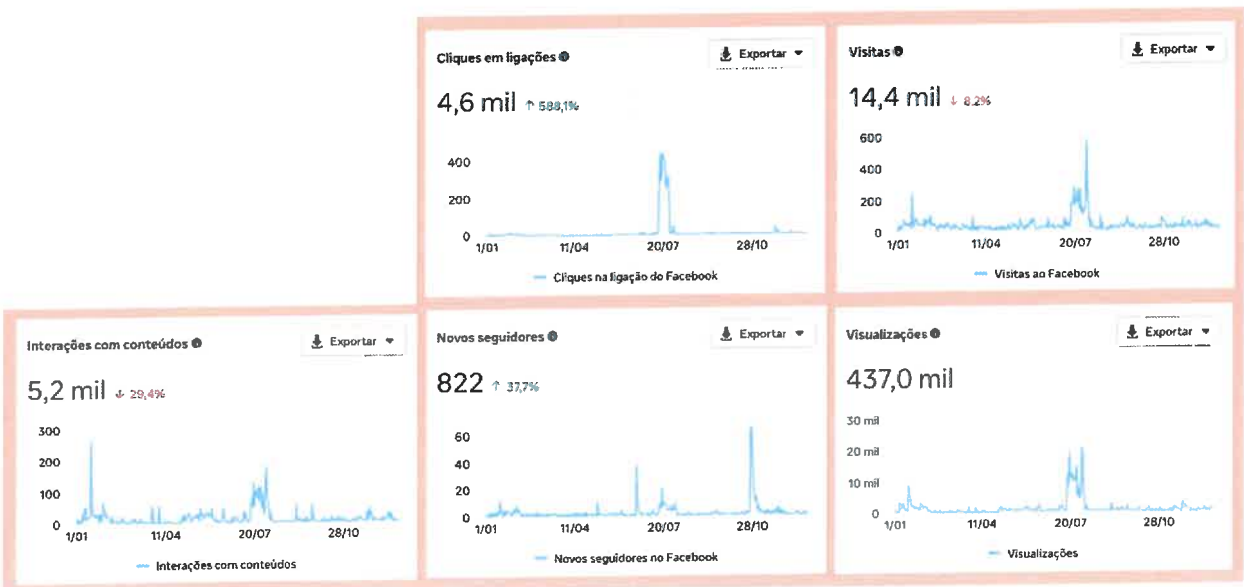 Cliques em ligações
Exportar
4,6 mil ↑ 588,1%
400
200
0
1/01 11/04 20/07 28/10
Cliques na ligação do Facebook
Visitas
Exportar
14,4 mil ↓ 8.2%
600
400
200
0
1/01 11/04 20/07 28/10
Visitas ao Facebook
Interações com conteúdos
Exportar
5,2 mil ↓ 29,4%
300
200
100
0
1/01 11/04 20/07 28/10
Interações com conteúdos
Novos seguidores
Exportar
822 ↑ 37,7%
60
40
20
0
1/01 11/04 20/07 28/10
Novos seguidores no Facebook
Visualizações
Exportar
437,0 mil
30 mil
20 mil
10 mil
0
1/01 11/04 20/07 28/10
Visualizações